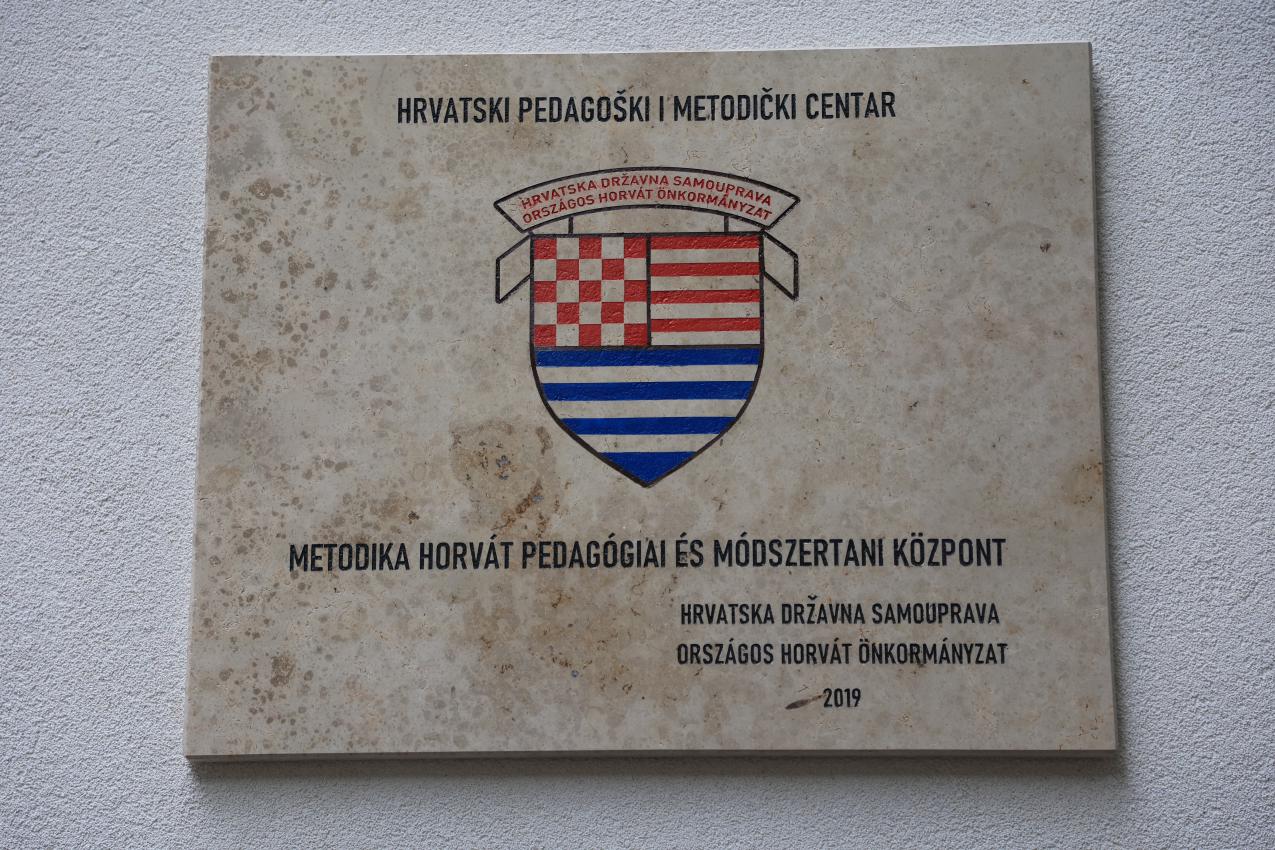 HRVATSKI PEDAGOŠKI I METODIČKI CENTAR
HRVATSKA DRŽAVNA SAMOUPRAVA
ORSZÁGOS HORVÁT ÖNKORMÁNYZAT
METODIKA HORVÁT PEDAGÓGIAI ÉS MÓDSZERTANI KÖZPONT
HRVATSKA DRŽAVNA SAMOUPRAVA
ORSZÁGOS HORVÁT ÖNKORMÁNYZAT
2019